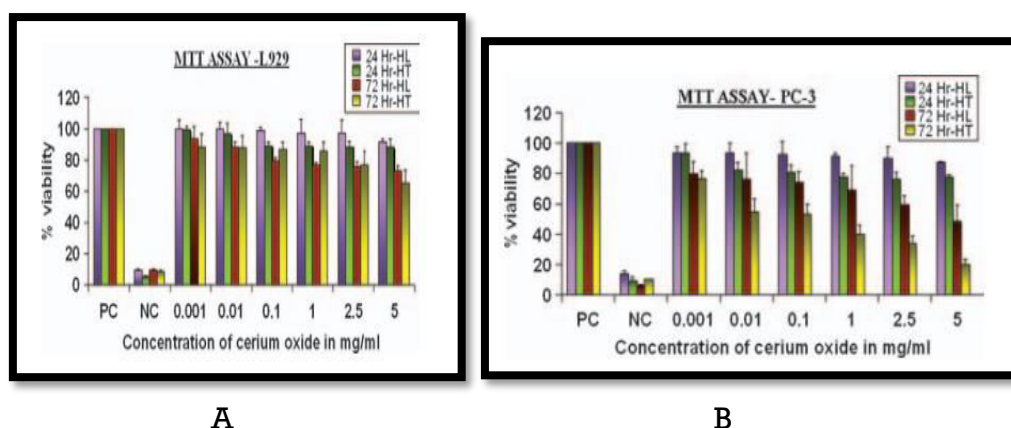 MTT ASSAY -L929
24 Hr-HL
24 Hr-HT
72 Hr-HL
72 Hr-HT
120
100
80
60
40
20
0
% viability
PC NC 0.001 0.01 0.1 1 2.5 5
Concentration of cerium oxide in mg/ml
A
MTT ASSAY- PC-3
24 Hr-HL
24 Hr-HT
72 Hr-HL
72 Hr-HT
120
100
80
60
40
20
0
% viability
PC NC 0.001 0.01 0.1 1 2.5 5
Concentration of cerium oxide in mg/ml
B